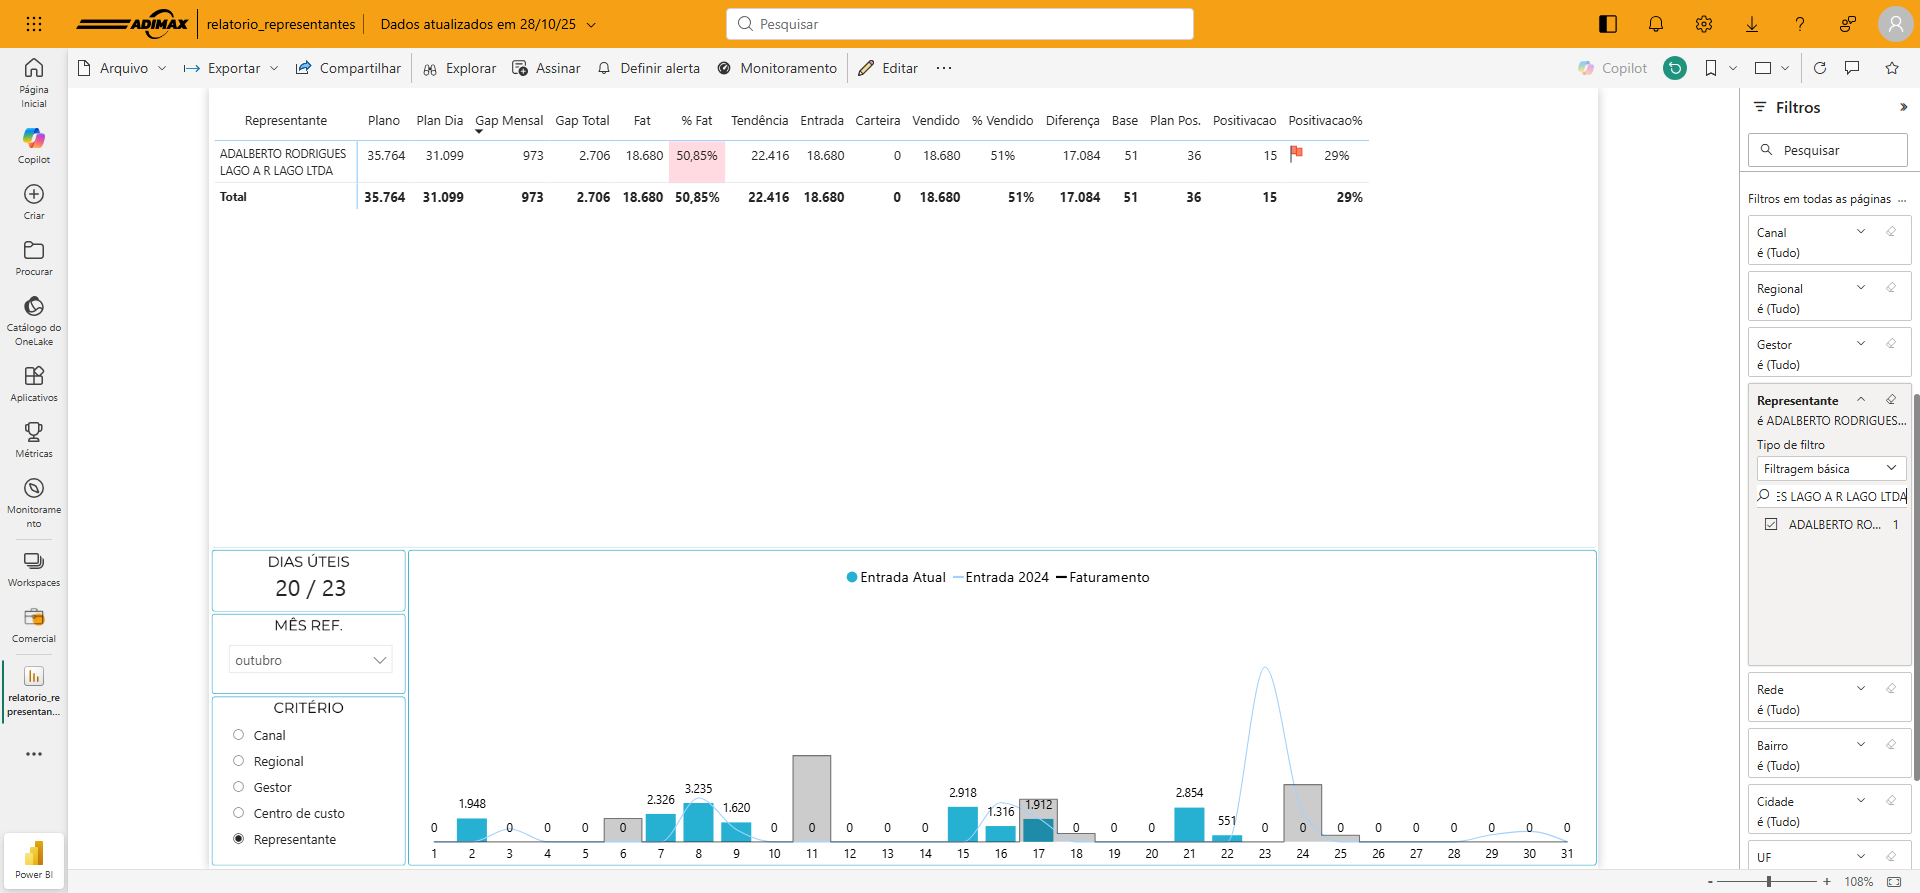 ADIMAX
relatorio_representantes
Dados atualizados em 28/10/25
Pesquisar
Arquivo
Exportar
Compartilhar
Explorar
Assinar
Definir alerta
Monitoramento
Editar
Copilot
Página
Inicial
Copilot
Criar
Procurar
Catálogo do
OneLake
Aplicativos
Métricas
Monitorame
nto
Workspaces
Comercial
relatorio_re
presentan...
Power BI
Representante Plano Plan Dia Gap Mensal Gap Total Fat % Fat Tendência Entrada Carteira Vendido % Vendido Diferença Base Plan Pos. Positivacao Positivacao%
ADALBERTO RODRIGUES
LAGO A R LAGO LTDA
35.764 31.099 973 2.706 18.680 50,85% 22.416 18.680 0 18.680 51% 17.084 51 36 15 29%
Total 35.764 31.099 973 2.706 18.680 50,85% 22.416 18.680 0 18.680 51% 17.084 51 36 15 29%
DIAS ÚTEIS
20 / 23
MÊS REF.
outubro
CRITÉRIO
Canal
Regional
Gestor
Centro de custo
Representante
Entrada Atual Entrada 2024 Faturamento
0 1.948 0 0 0 0 2.326 3.235 1.620 0 0 0 0 0 2.918 1.316 1.912 0 0 0 2.854 551 0 0 0 0 0 0 0 0 0
1 2 3 4 5 6 7 8 9 10 11 12 13 14 15 16 17 18 19 20 21 22 23 24 25 26 27 28 29 30 31
Filtros
Pesquisar
Filtros em todas as páginas ...
Canal
é (Tudo)
Regional
é (Tudo)
Gestor
é (Tudo)
Representante
é ADALBERTO RODRIGUES...
Tipo de filtro
Filtragem básica
ES LAGO A R LAGO LTDA
ADALBERTO RO... 1
Rede
é (Tudo)
Bairro
é (Tudo)
Cidade
é (Tudo)
UF
- + 108%